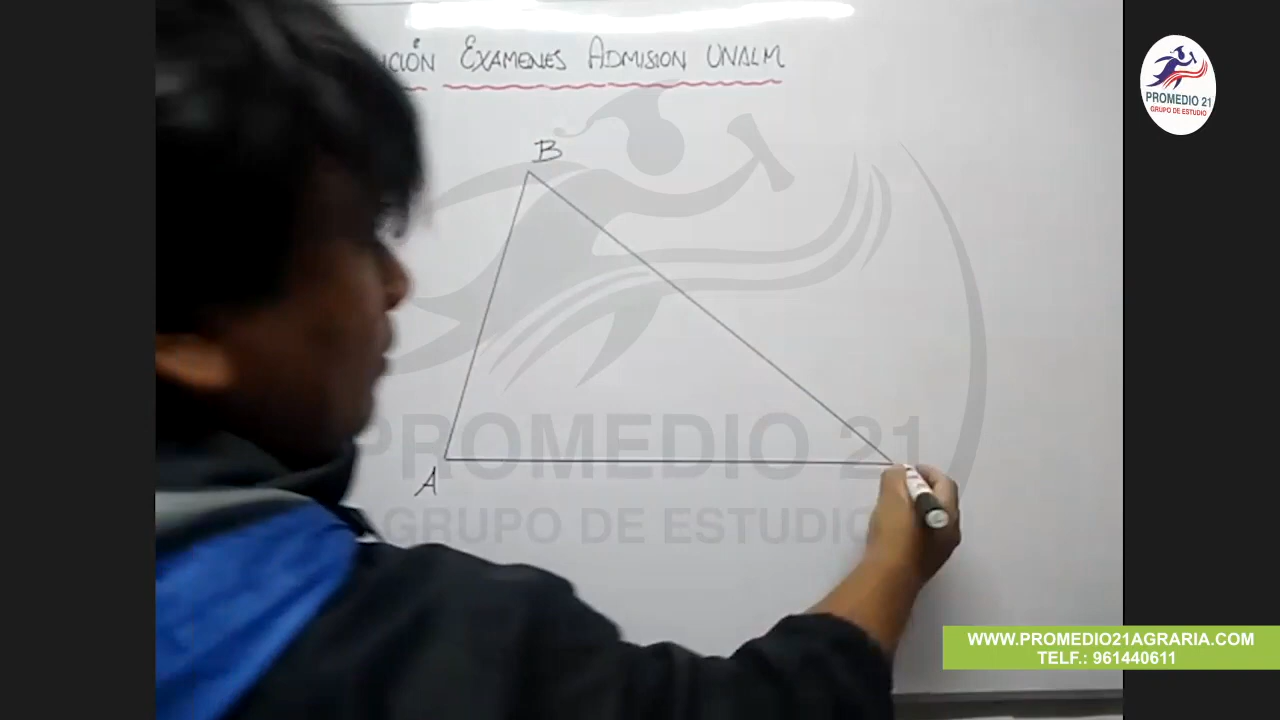 EXAMENES ADMISION UNALM
B
A
PROMEDIO 21
GRUPO DE ESTUDIO
PROMEDIO 21
GRUPO DE ESTUDIO
WWW.PROMEDIO21AGRARIA.COM
TELF.: 961440611